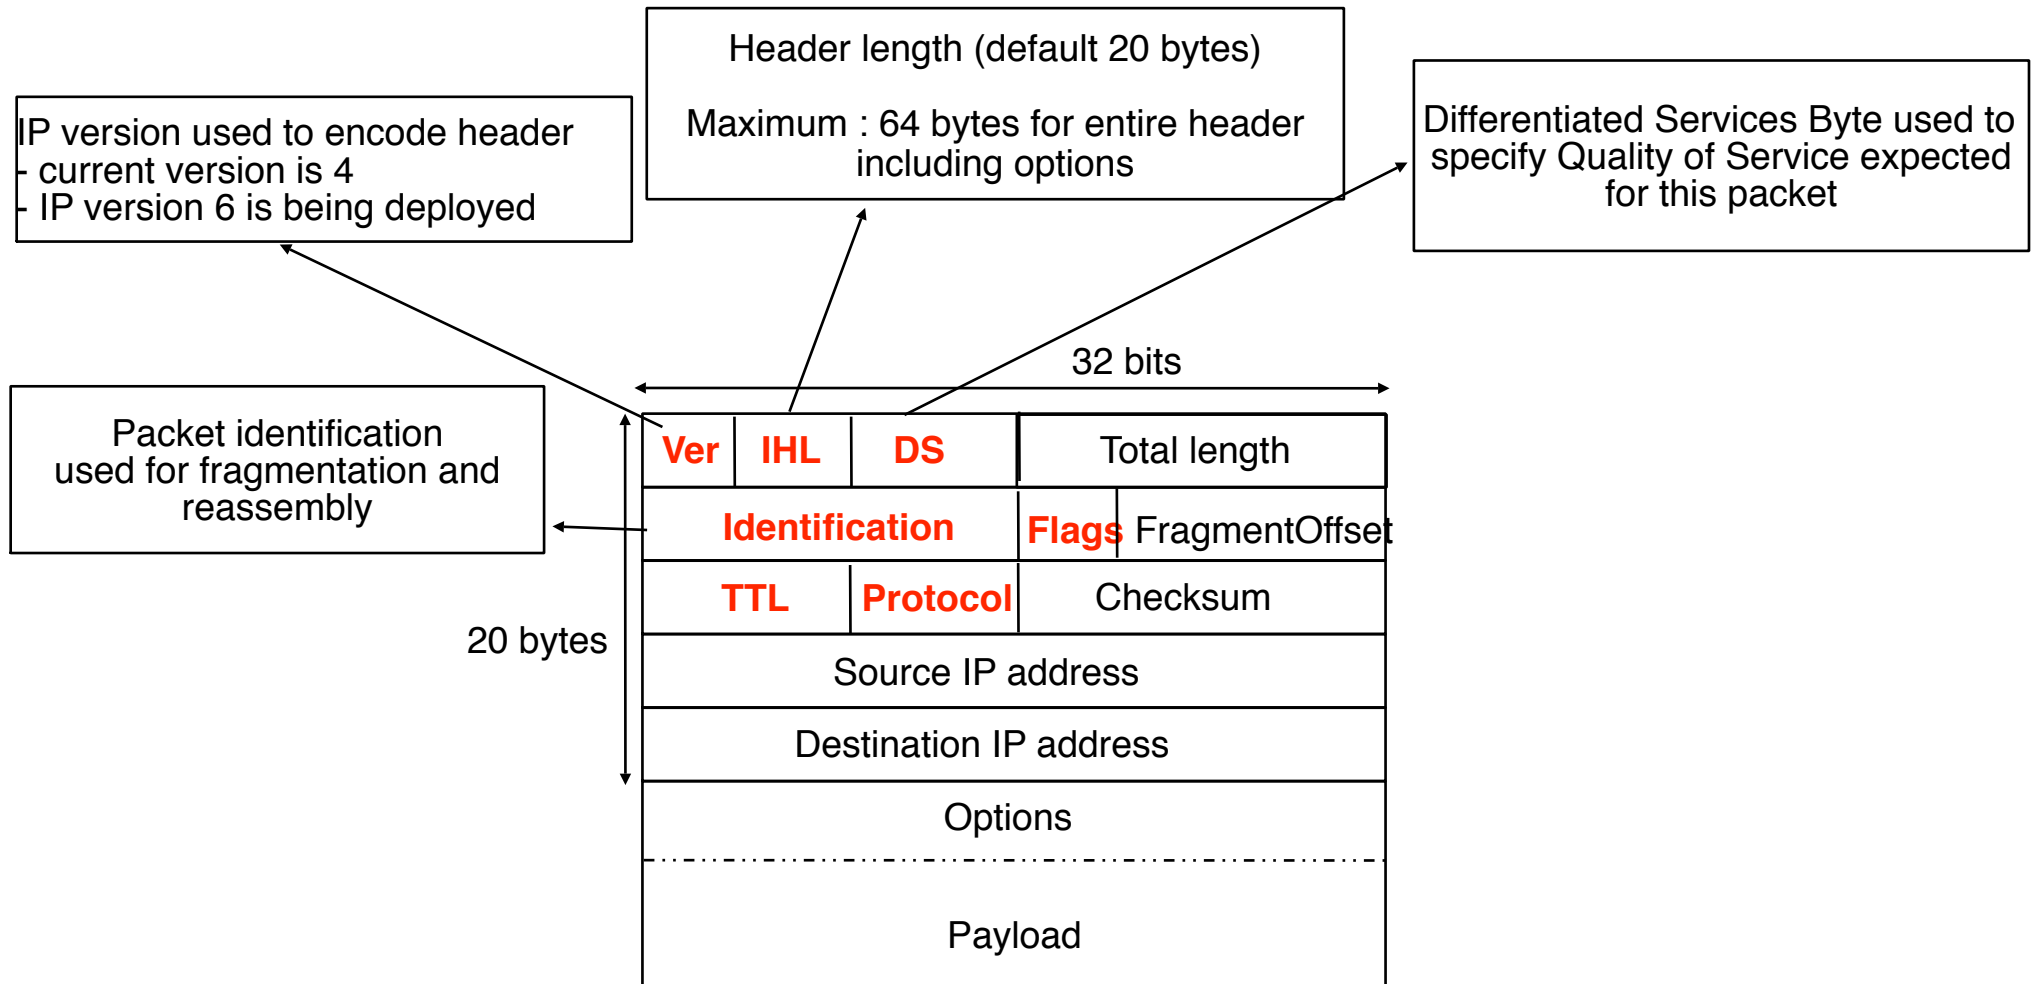 Header length (default 20 bytes)
Maximum : 64 bytes for entire header
including options
IP version used to encode header
- current version is 4
- IP version 6 is being deployed
Differentiated Services Byte used to
specify Quality of Service expected
for this packet
32 bits
Packet identification
used for fragmentation and
reassembly
Ver IHL DS Total length
Identification Flags FragmentOffset
TTL Protocol Checksum
20 bytes
Source IP address
Destination IP address
Options
Payload